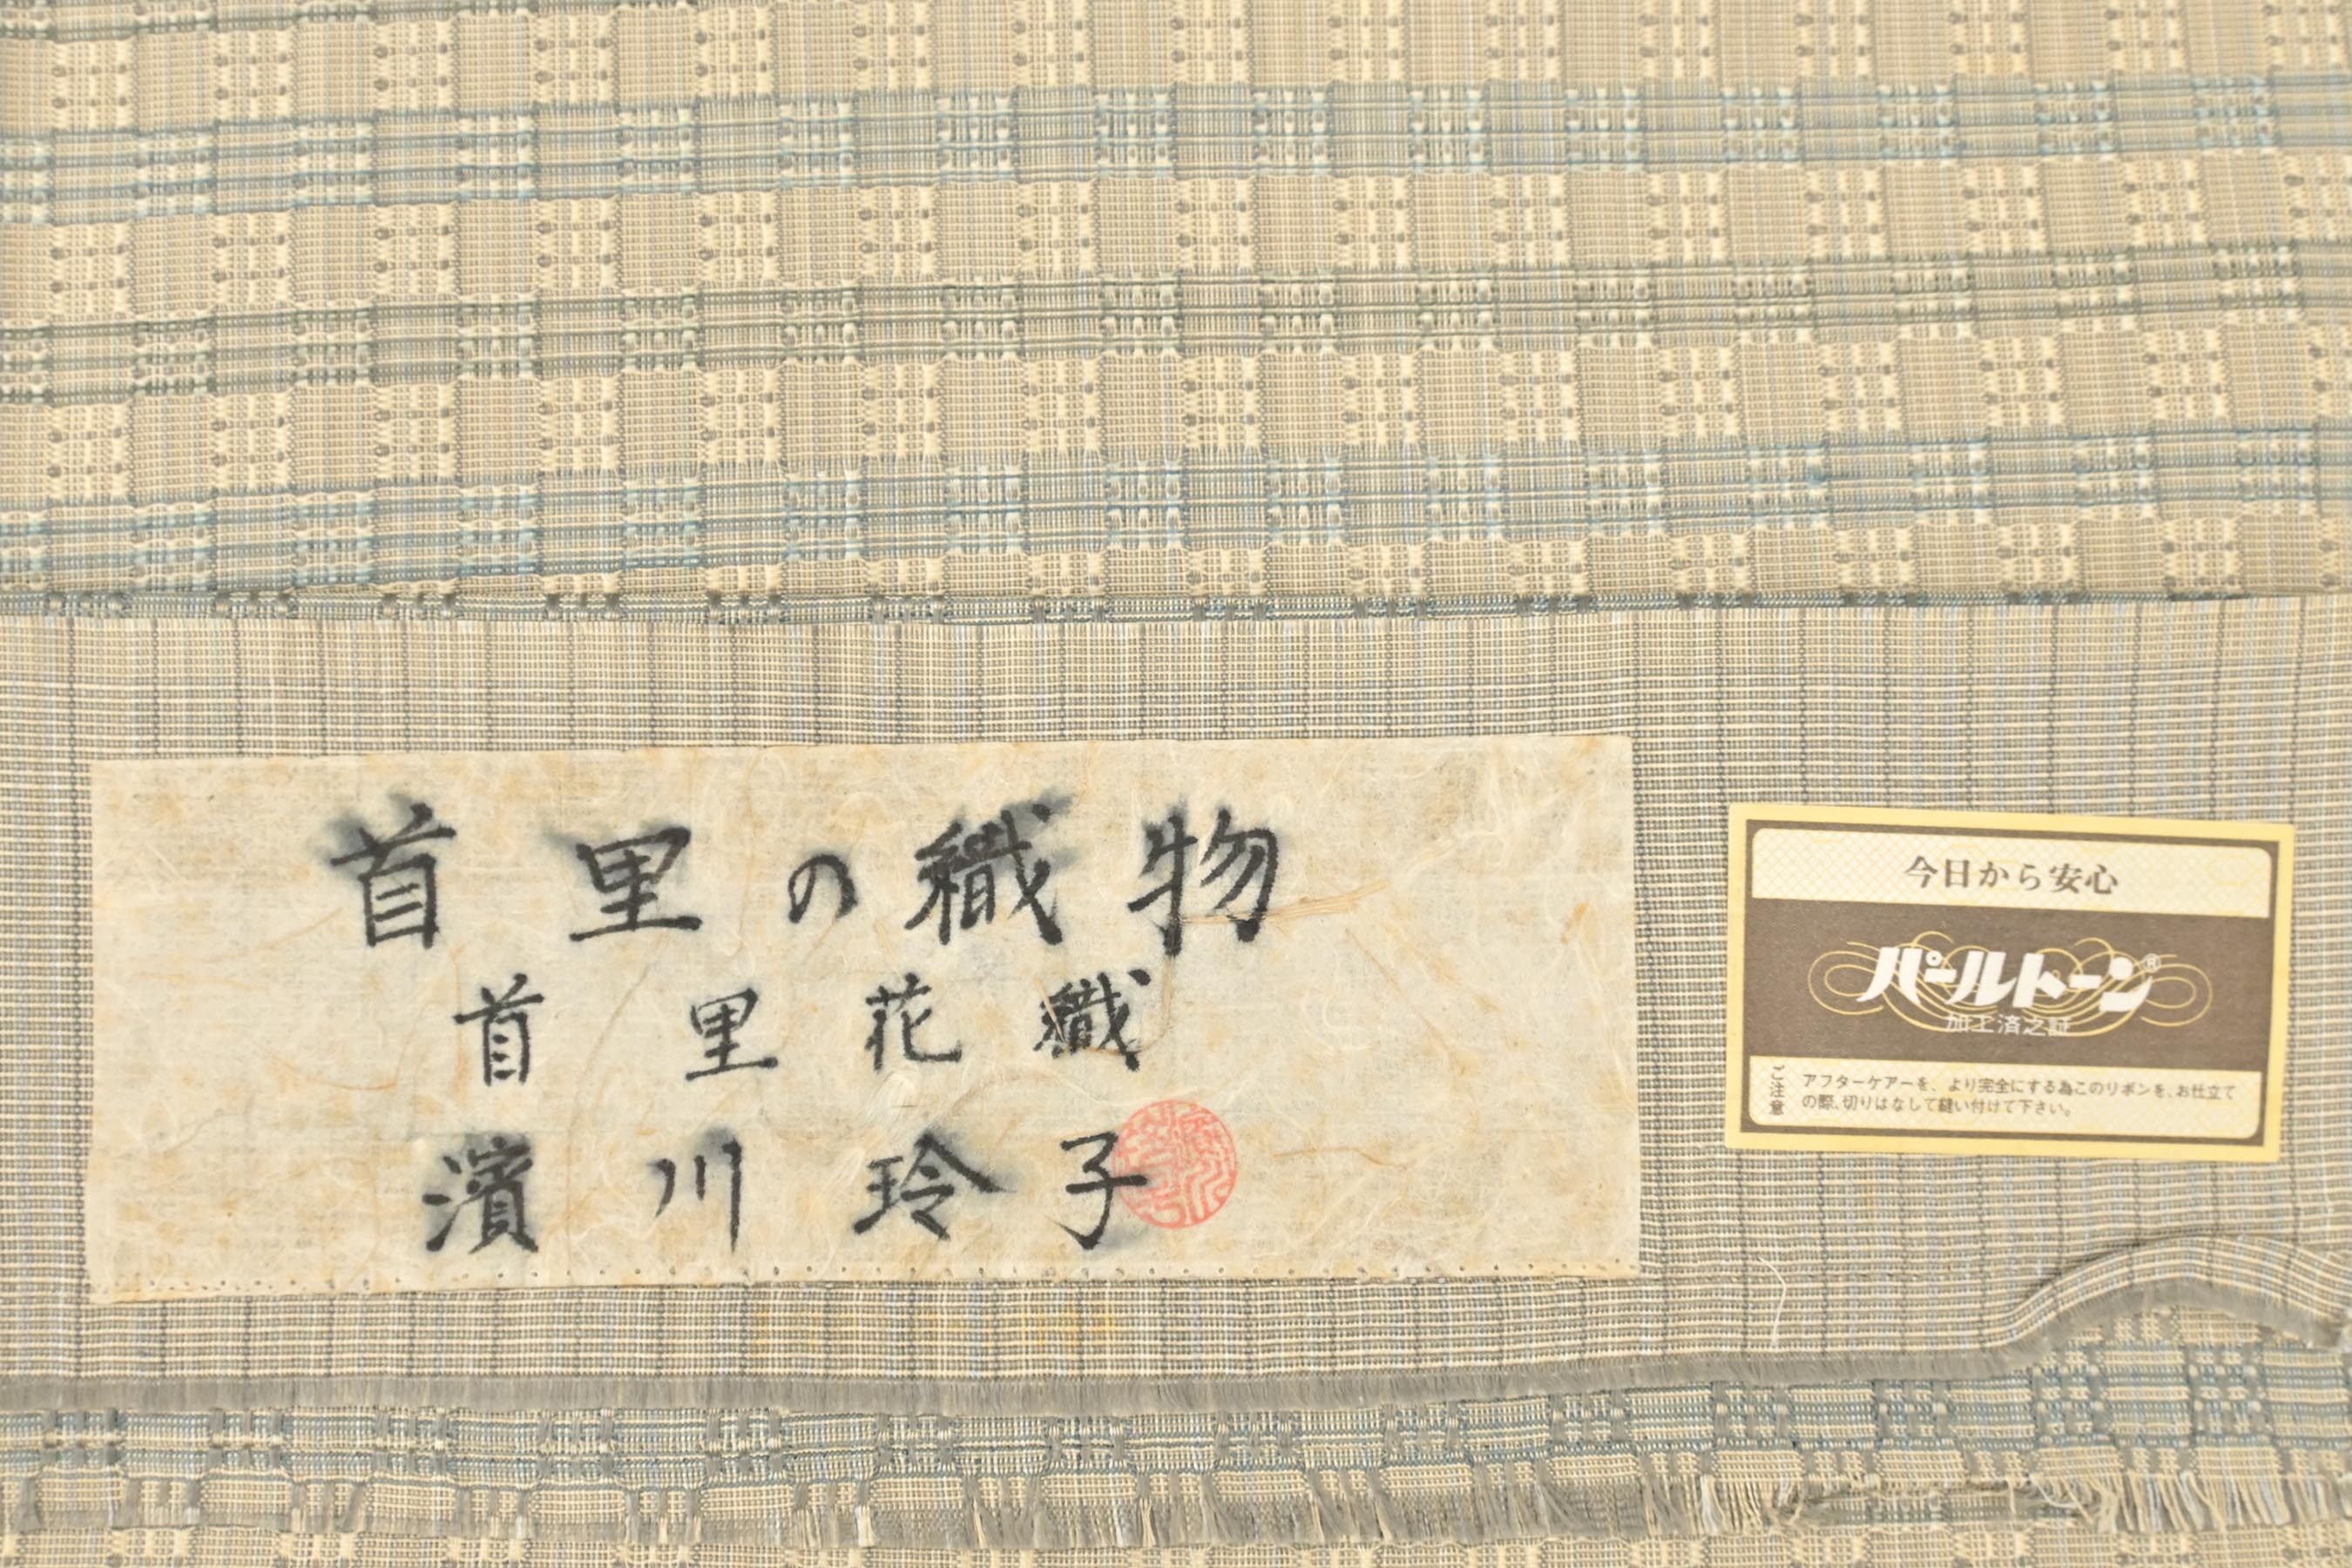 首里の織物
首里花織
濱川玲子
今日から安心
パールトーン®
加工済之証
ご注意
アフターケアーを、より完全にする為このリボンを、お仕立て
の際、切りはなして縫い付けて下さい。